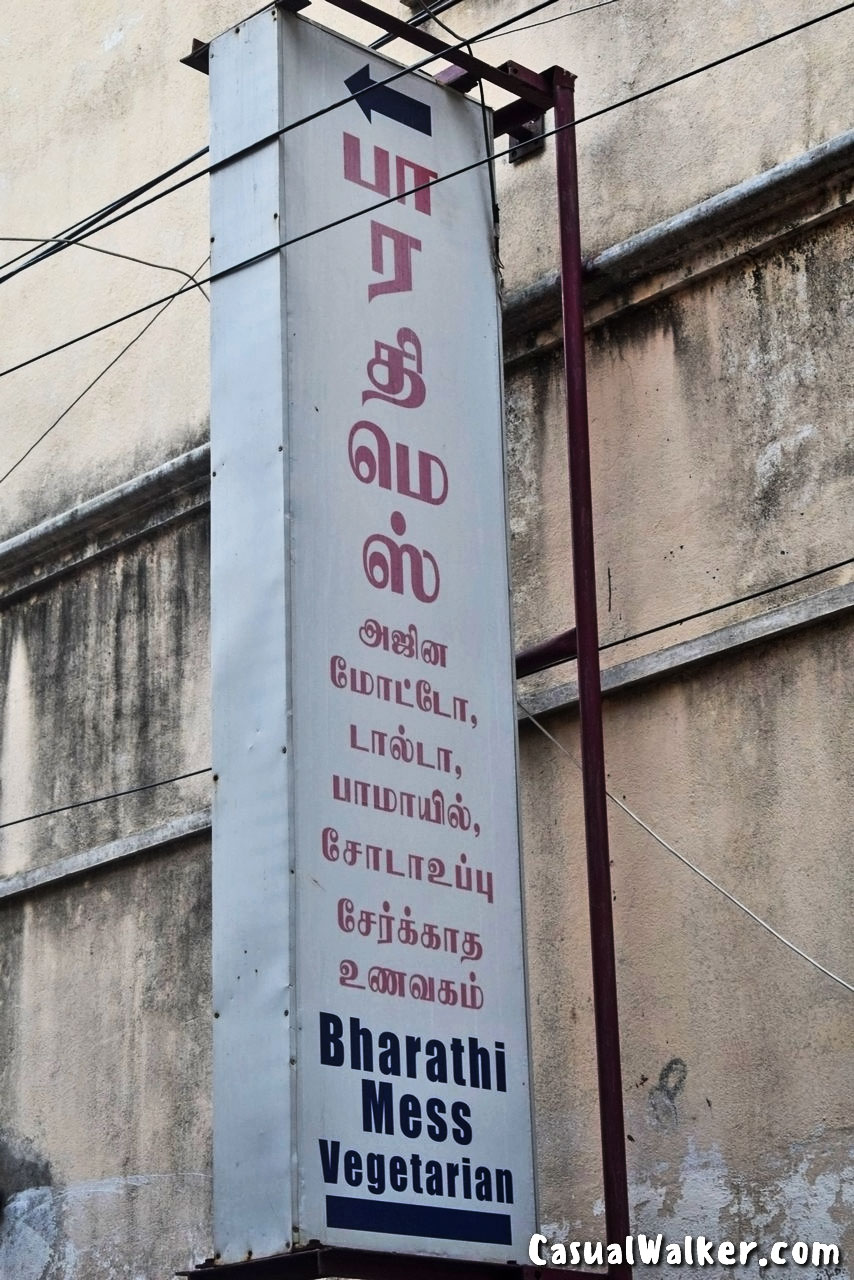 பா
ர
தி
மெ
ஸ்
அஜின
மோட்டோ,
டால்டா,
பாமாயில்,
சோடாஉப்பு
சேர்க்காத
உணவகம்
Bharathi
Mess
Vegetarian
CasualWalker.com